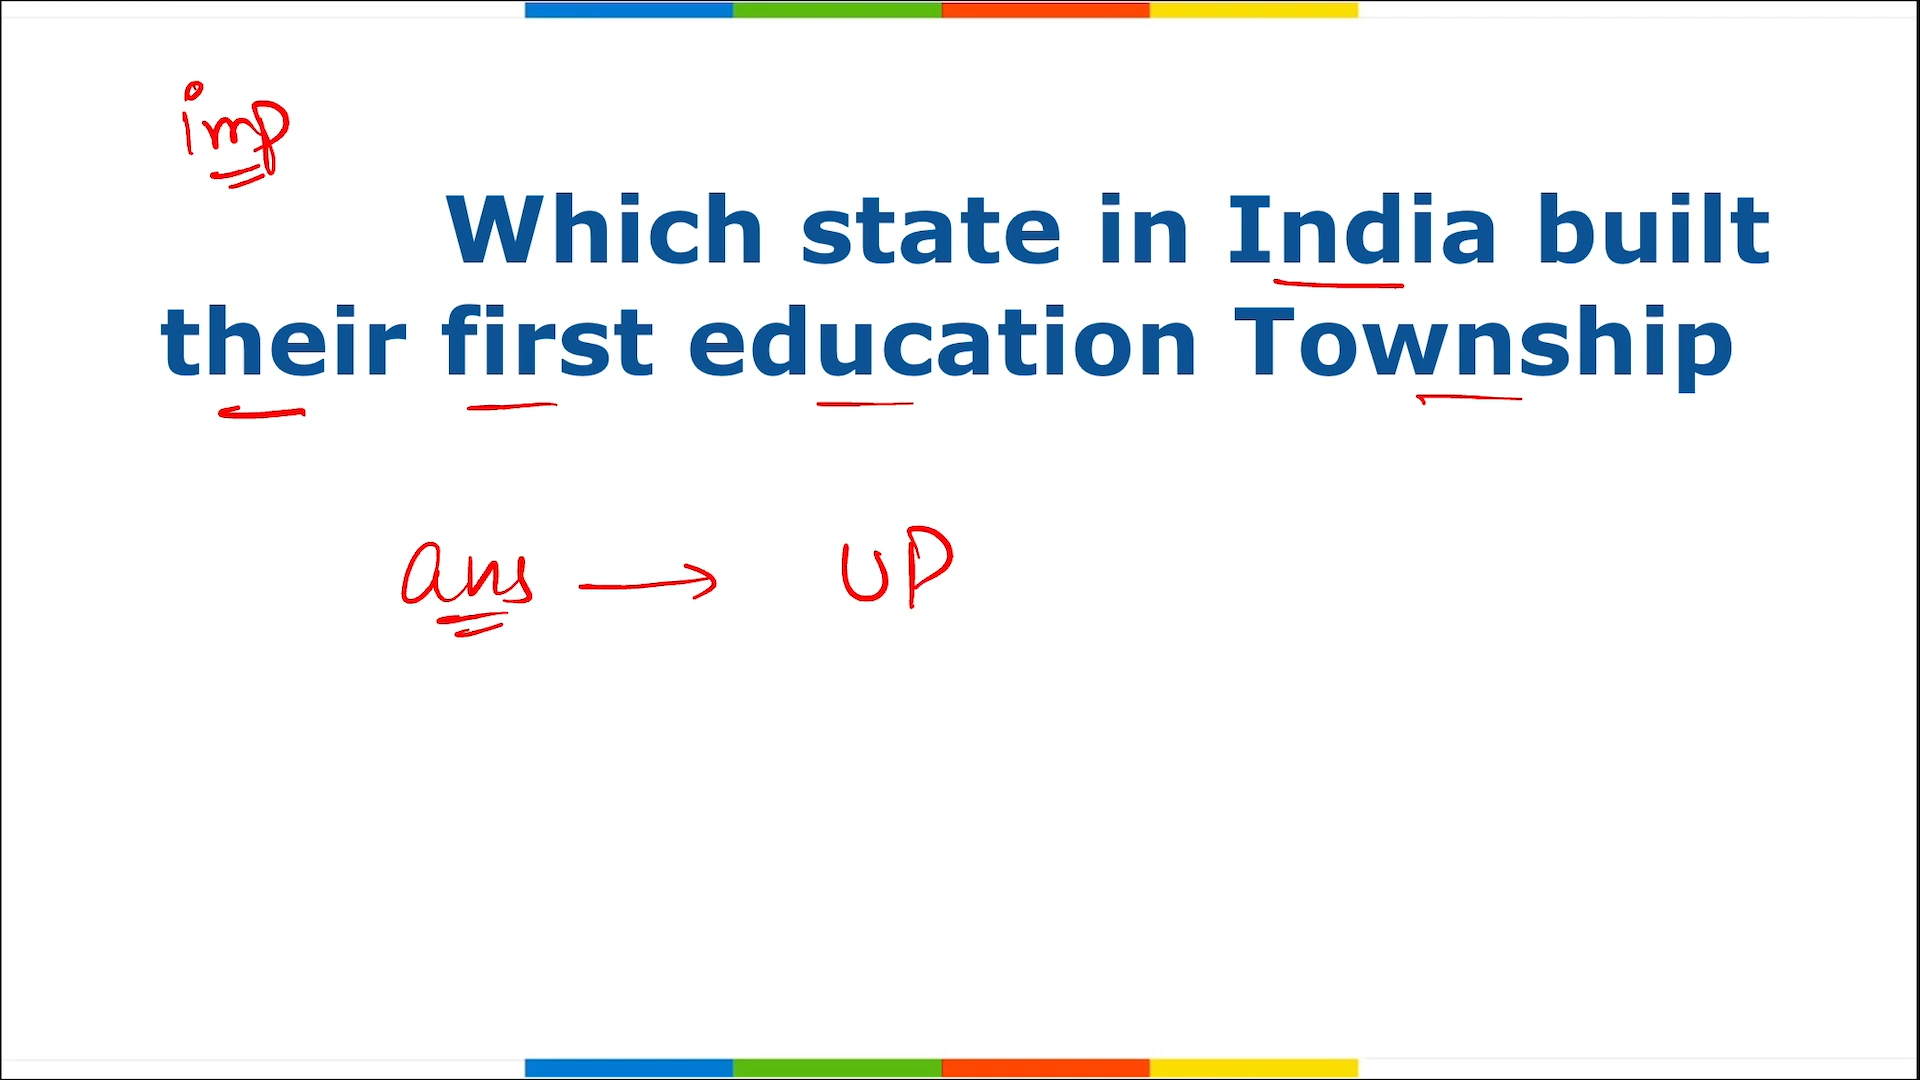 imp
Which state in India built
their first education Township
ans → UP